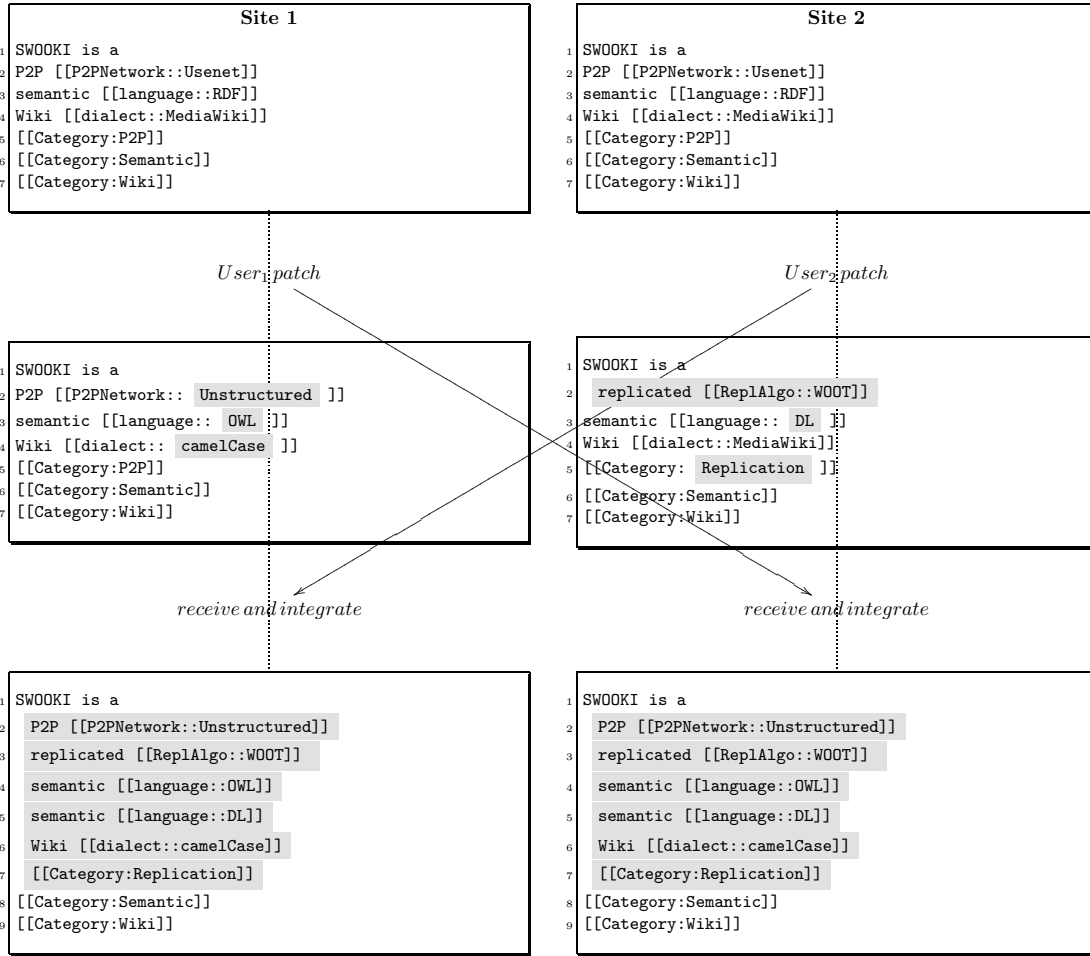 Site 1
1 SWOOKI is a
2 P2P [[P2PNetwork::Usenet]]
3 semantic [[language::RDF]]
4 Wiki [[dialect::MediaWiki]]
5 [[Category:P2P]]
6 [[Category:Semantic]]
7 [[Category:Wiki]]
Site 2
1 SWOOKI is a
2 P2P [[P2PNetwork::Usenet]]
3 semantic [[language::RDF]]
4 Wiki [[dialect::MediaWiki]]
5 [[Category:P2P]]
6 [[Category:Semantic]]
7 [[Category:Wiki]]
User1 patch
User2 patch
1 SWOOKI is a
2 P2P [[P2PNetwork:: Unstructured ]]
3 semantic [[language:: OWL ]]
4 Wiki [[dialect:: camelCase ]]
5 [[Category:P2P]]
6 [[Category:Semantic]]
7 [[Category:Wiki]]
1 SWOOKI is a
2 replicated [[ReplAlgo::WOOT]]
3 semantic [[language:: DL ]]
4 Wiki [[dialect::MediaWiki]]
5 [[Category: Replication ]]
6 [[Category:Semantic]]
7 [[Category:Wiki]]
receive and integrate
receive and integrate
1 SWOOKI is a
2 P2P [[P2PNetwork::Unstructured]]
3 replicated [[ReplAlgo::WOOT]]
4 semantic [[language::OWL]]
5 semantic [[language::DL]]
6 Wiki [[dialect::camelCase]]
7 [[Category:Replication]]
8 [[Category:Semantic]]
9 [[Category:Wiki]]
1 SWOOKI is a
2 P2P [[P2PNetwork::Unstructured]]
3 replicated [[ReplAlgo::WOOT]]
4 semantic [[language::OWL]]
5 semantic [[language::DL]]
6 Wiki [[dialect::camelCase]]
7 [[Category:Replication]]
8 [[Category:Semantic]]
9 [[Category:Wiki]]